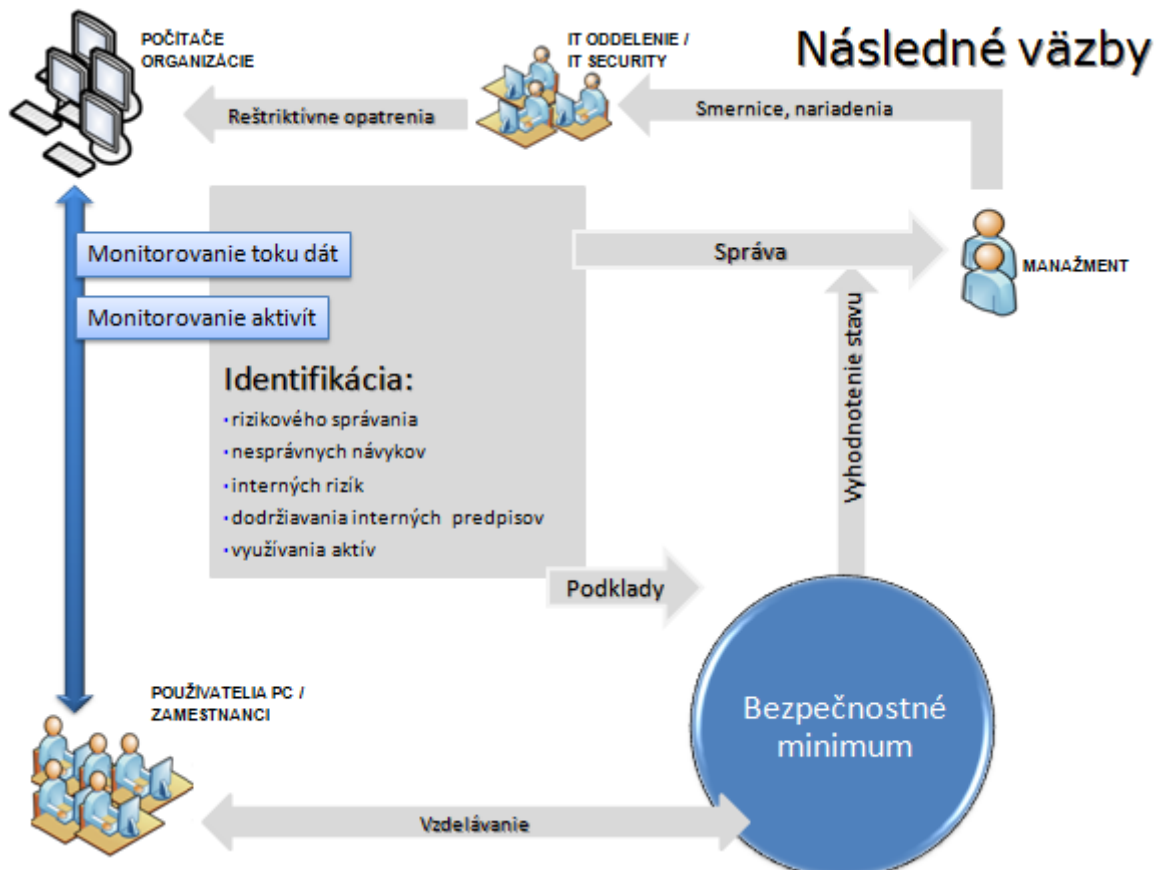 Následné väzby
POČÍTAČE
ORGANIZÁCIE
IT ODDELENIE /
IT SECURITY
Reštriktívne opatrenia
Smernice, nariadenia
Monitorovanie toku dát
Monitorovanie aktivít
Správa
MANAŽMENT
Identifikácia:
· rizikového správania
· nesprávnych návykov
· interných rizík
· dodržiavania interných predpisov
· využívania aktív
Vyhodnotenie stavu
Podklady
POUŽÍVATELIA PC /
ZAMESTNANCI
Bezpečnostné
minimum
Vzdelávanie